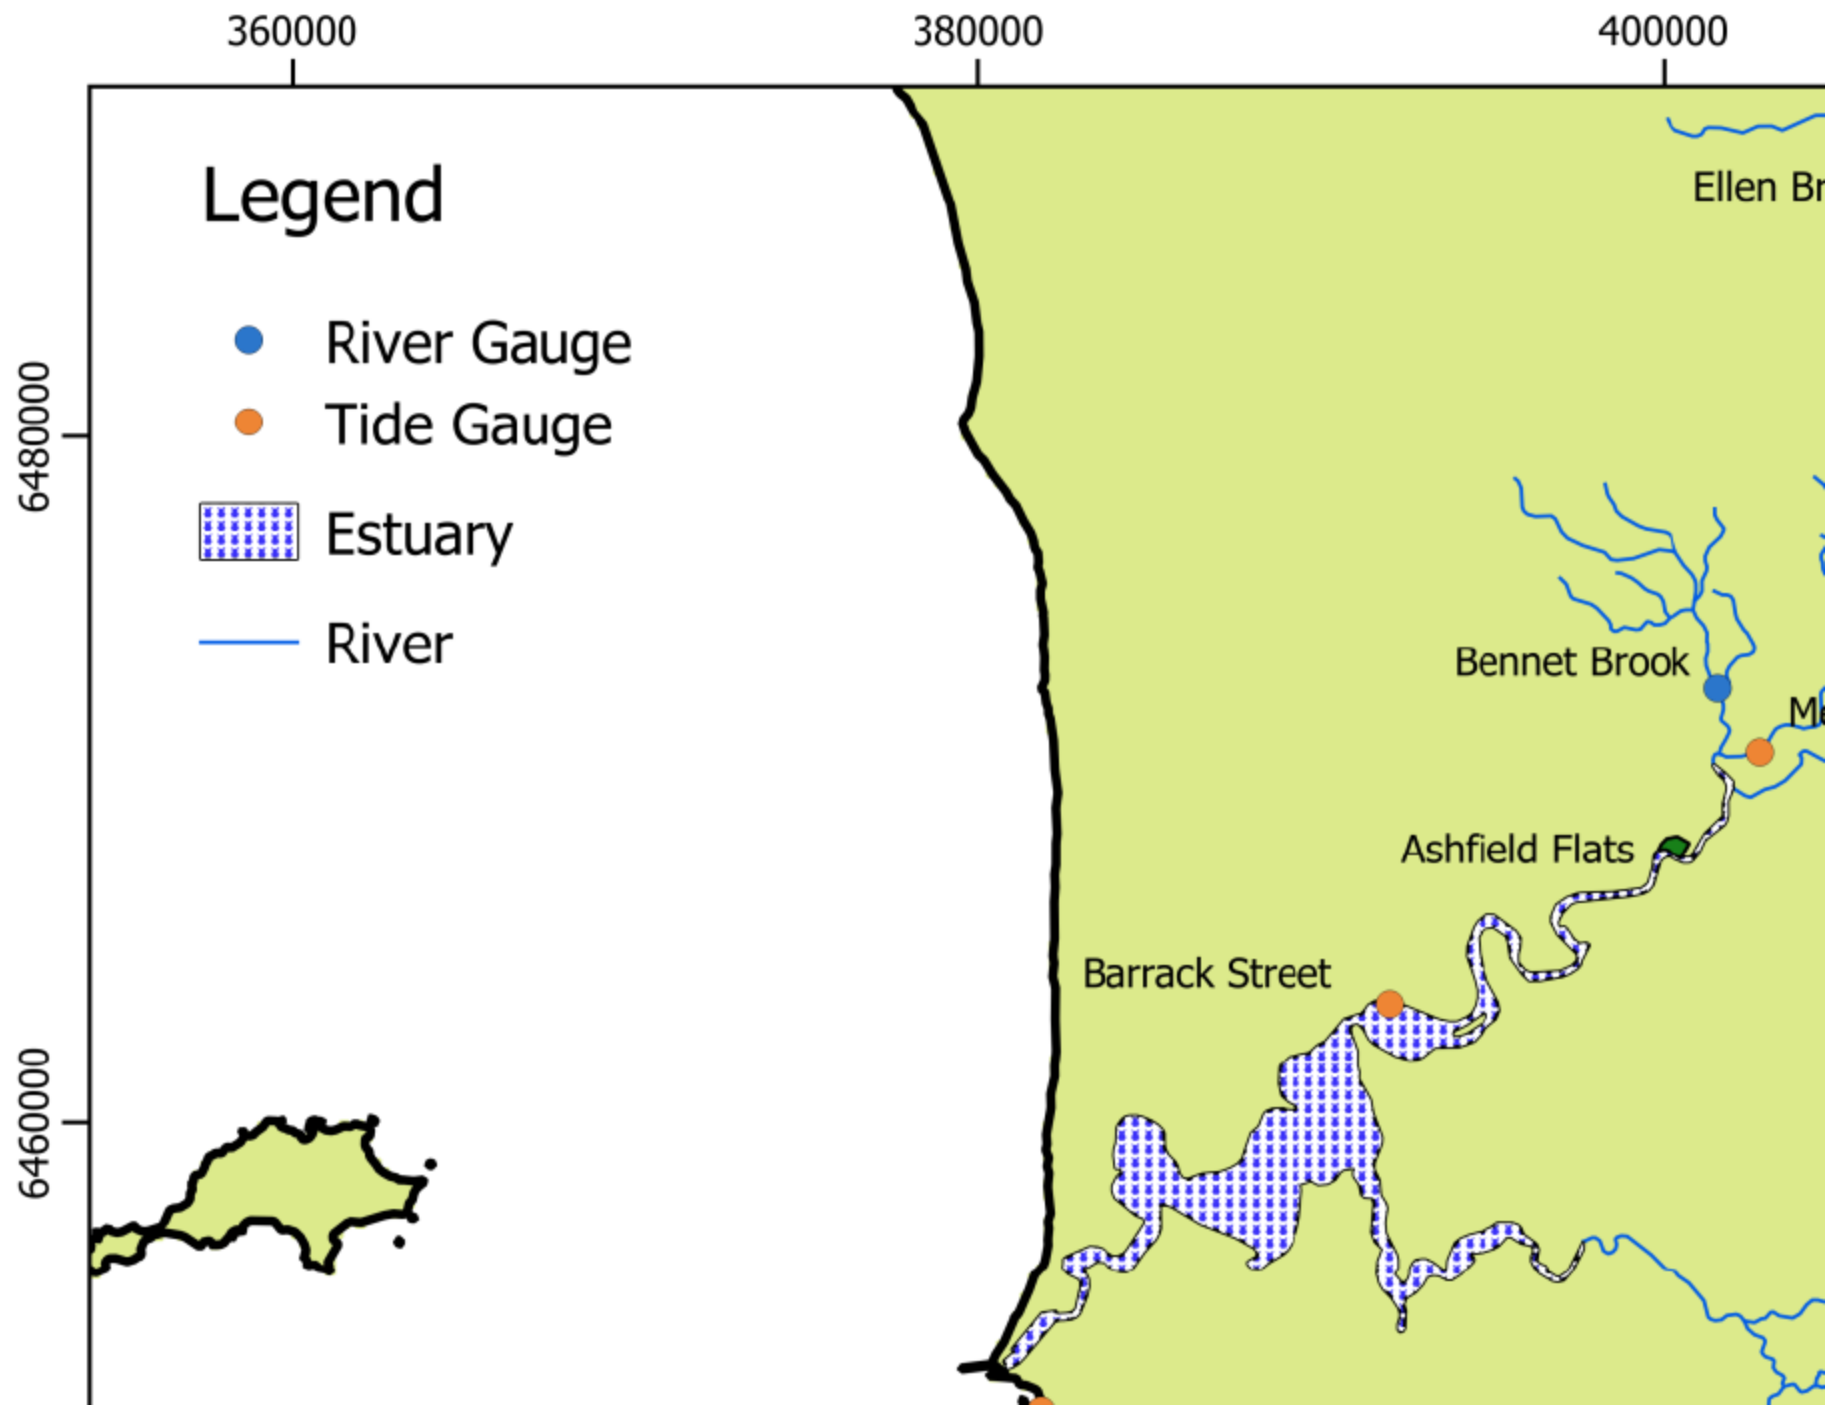 360000
380000
400000
Legend
Ellen
River Gauge
Tide Gauge
6480000
Estuary
River
Bennet Brook
Ashfield Flats
Barrack Street
6460000